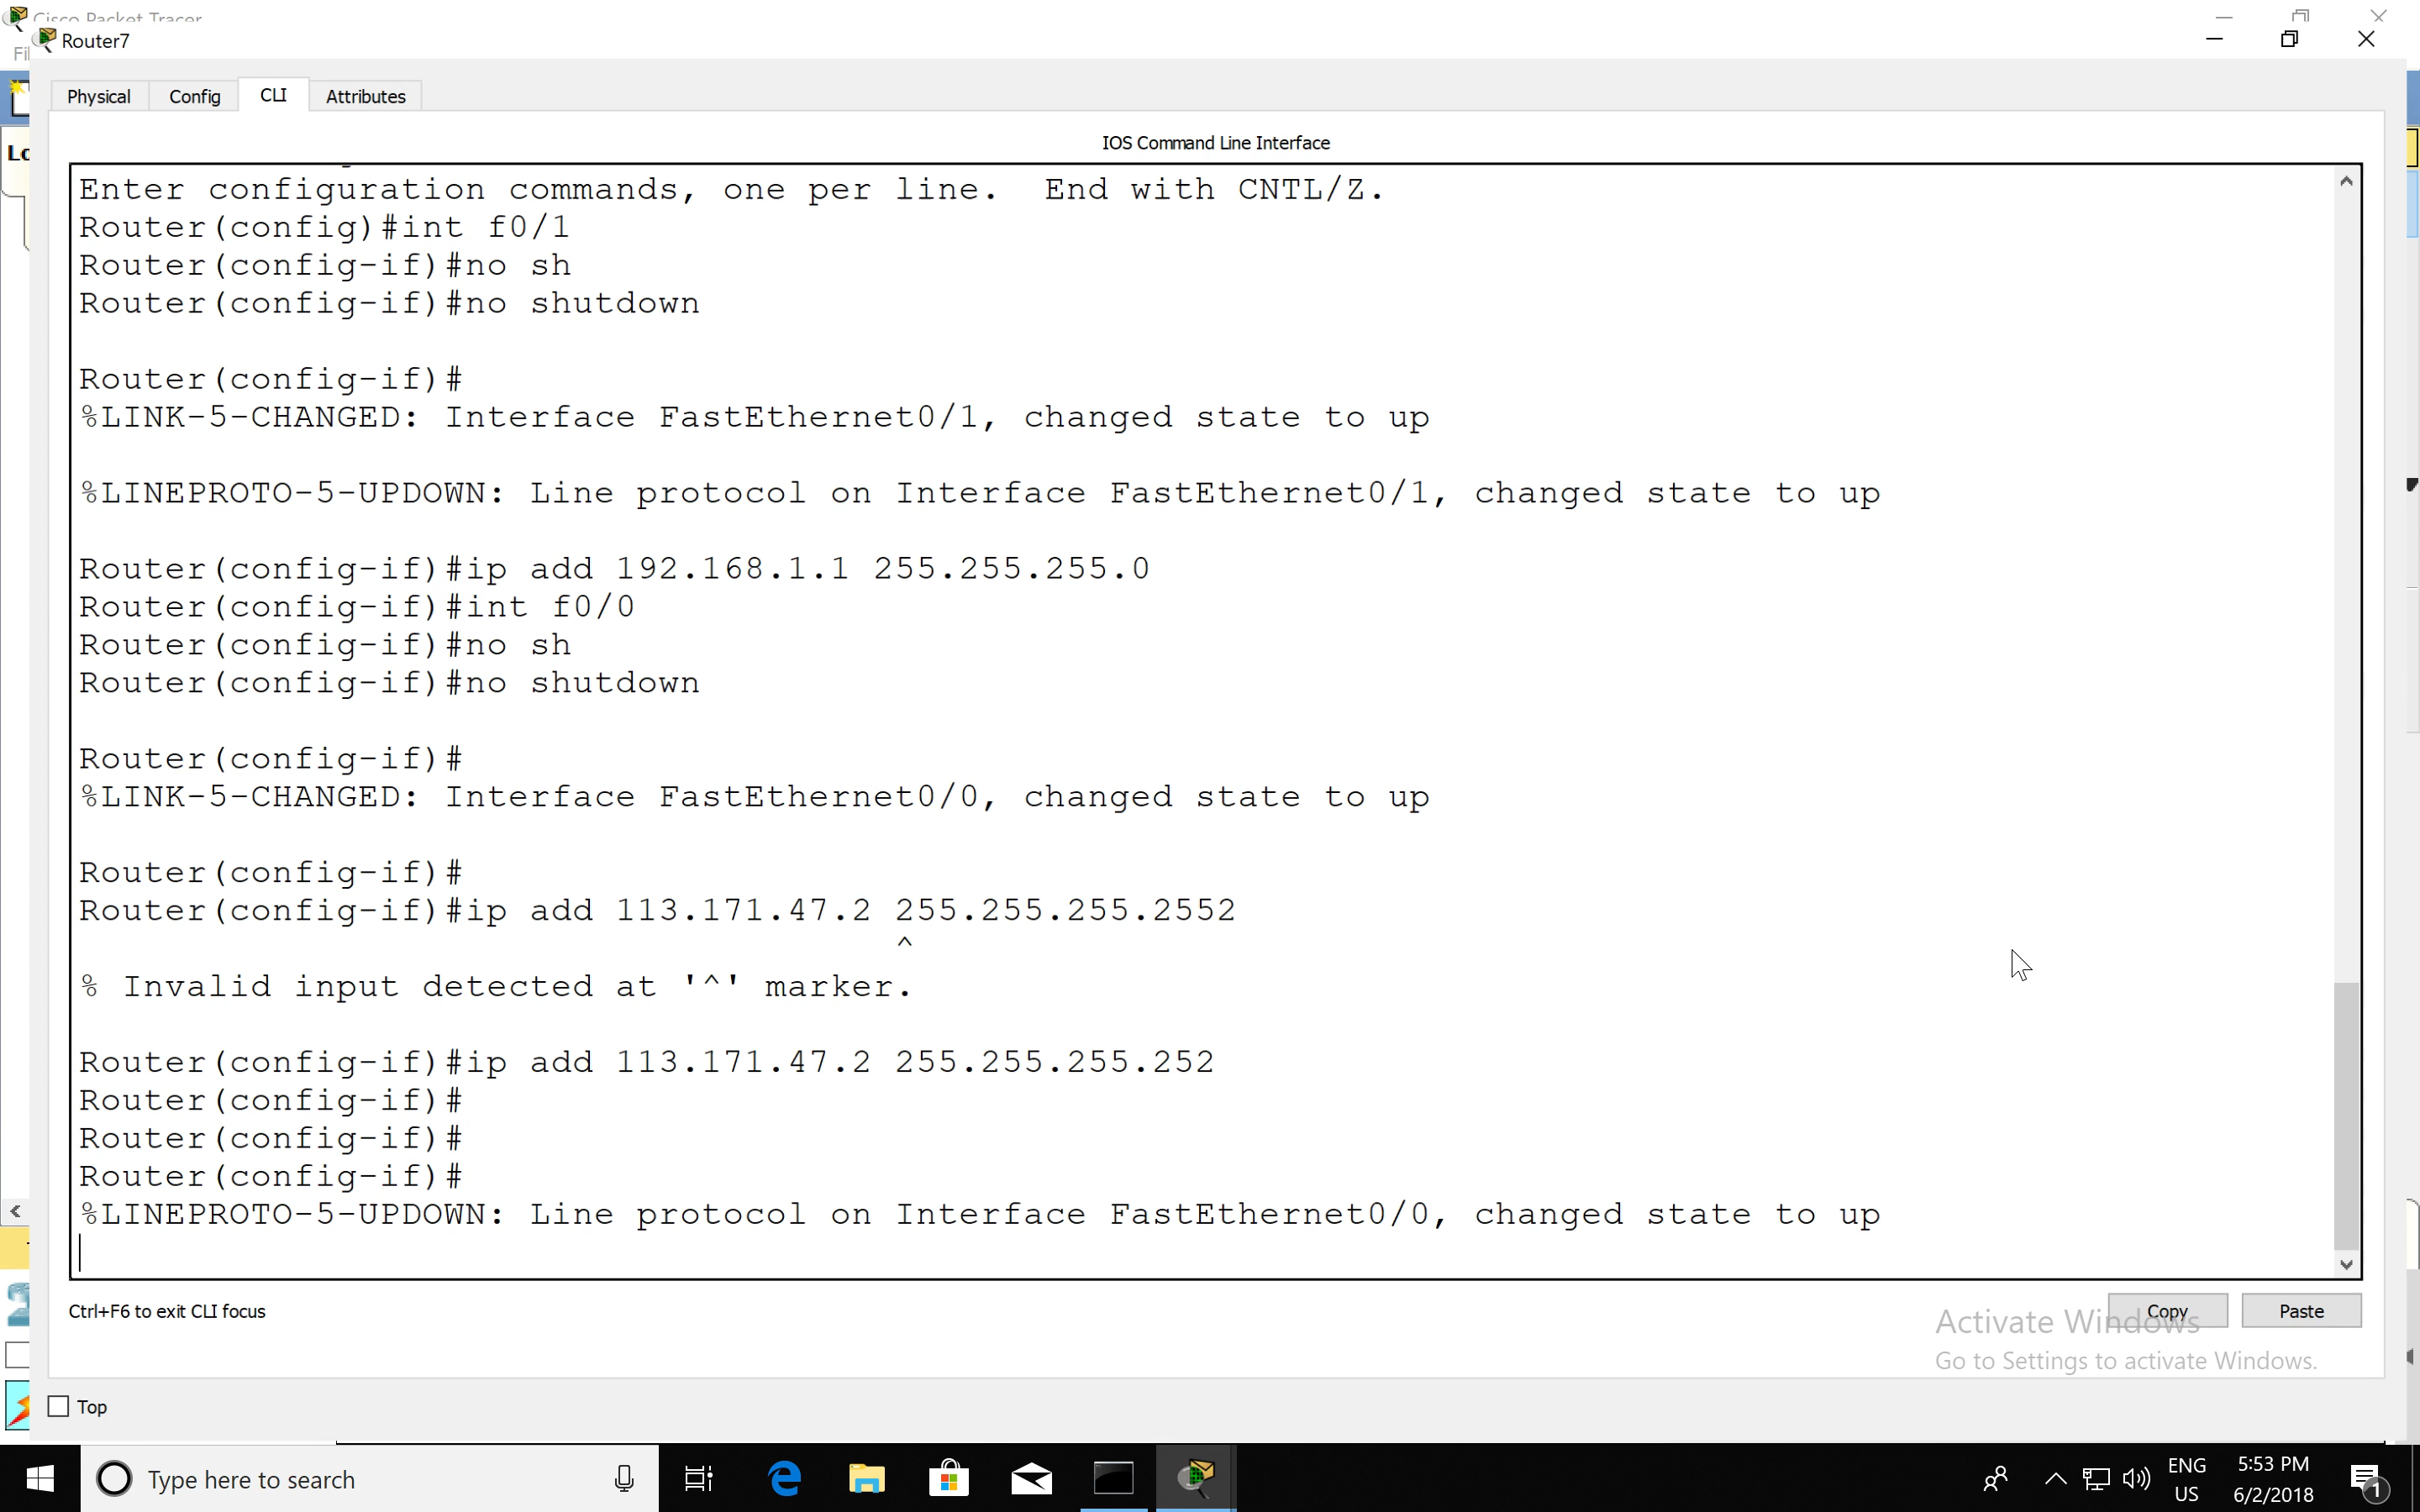 Cisco Packet Tracer
Router7
Fil
Physical Config CLI Attributes
IOS Command Line Interface
Enter configuration commands, one per line.  End with CNTL/Z.
Router(config)#int f0/1
Router(config-if)#no sh
Router(config-if)#no shutdown
Router(config-if)#
%LINK-5-CHANGED: Interface FastEthernet0/1, changed state to up
%LINEPROTO-5-UPDOWN: Line protocol on Interface FastEthernet0/1, changed state to up
Router(config-if)#ip add 192.168.1.1 255.255.255.0
Router(config-if)#int f0/0
Router(config-if)#no sh
Router(config-if)#no shutdown
Router(config-if)#
%LINK-5-CHANGED: Interface FastEthernet0/0, changed state to up
Router(config-if)#
Router(config-if)#ip add 113.171.47.2 255.255.255.2552
^
% Invalid input detected at '^' marker.
Router(config-if)#ip add 113.171.47.2 255.255.255.252
Router(config-if)#
Router(config-if)#
Router(config-if)#
%LINEPROTO-5-UPDOWN: Line protocol on Interface FastEthernet0/0, changed state to up
Ctrl+F6 to exit CLI focus
Copy Paste
Activate Windows
Go to Settings to activate Windows.
Top
Type here to search
ENG
US
5:53 PM
6/2/2018
1